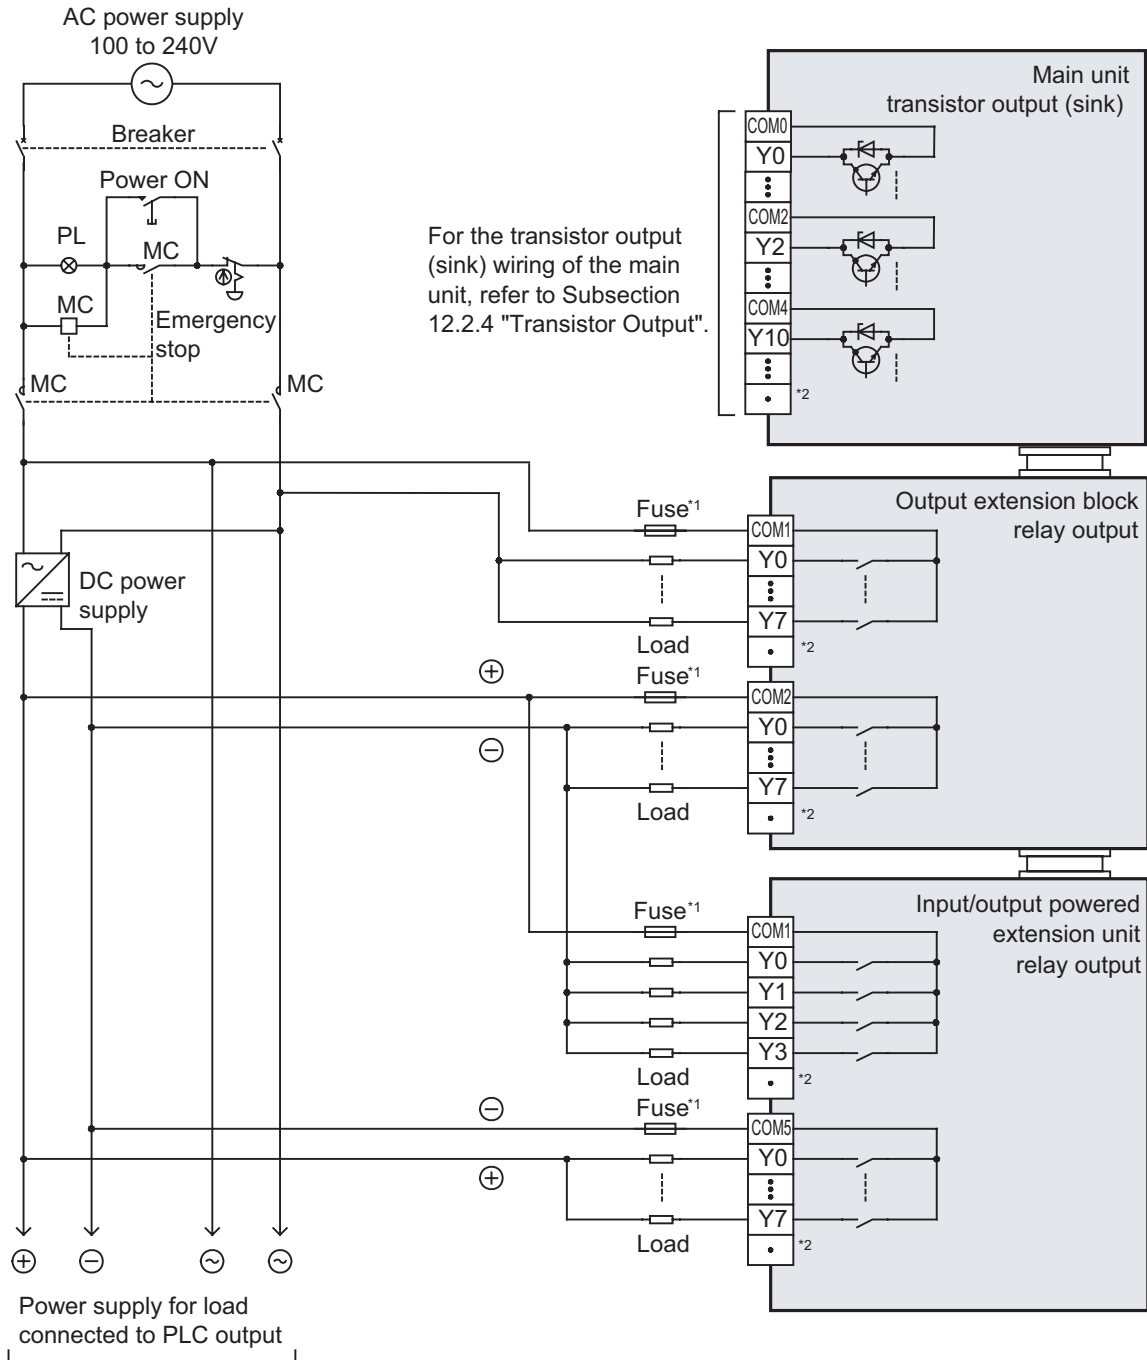 AC power supply
100 to 240V
Breaker
Power ON
PL
MC
MC
Emergency
stop
MC
MC
DC power
supply
Power supply for load
connected to PLC output
For the transistor output
(sink) wiring of the main
unit, refer to Subsection
12.2.4 "Transistor Output".
Main unit
transistor output (sink)
COM0
Y0
COM2
Y2
COM4
Y10
*2
Output extension block
relay output
Fuse*1
COM1
Y0
Y7
Load
*2
Fuse*1
COM2
Y0
Y7
Load
*2
Input/output powered
extension unit
relay output
Fuse*1
COM1
Y0
Y1
Y2
Y3
Load
*2
Fuse*1
COM5
Y0
Y7
Load
*2